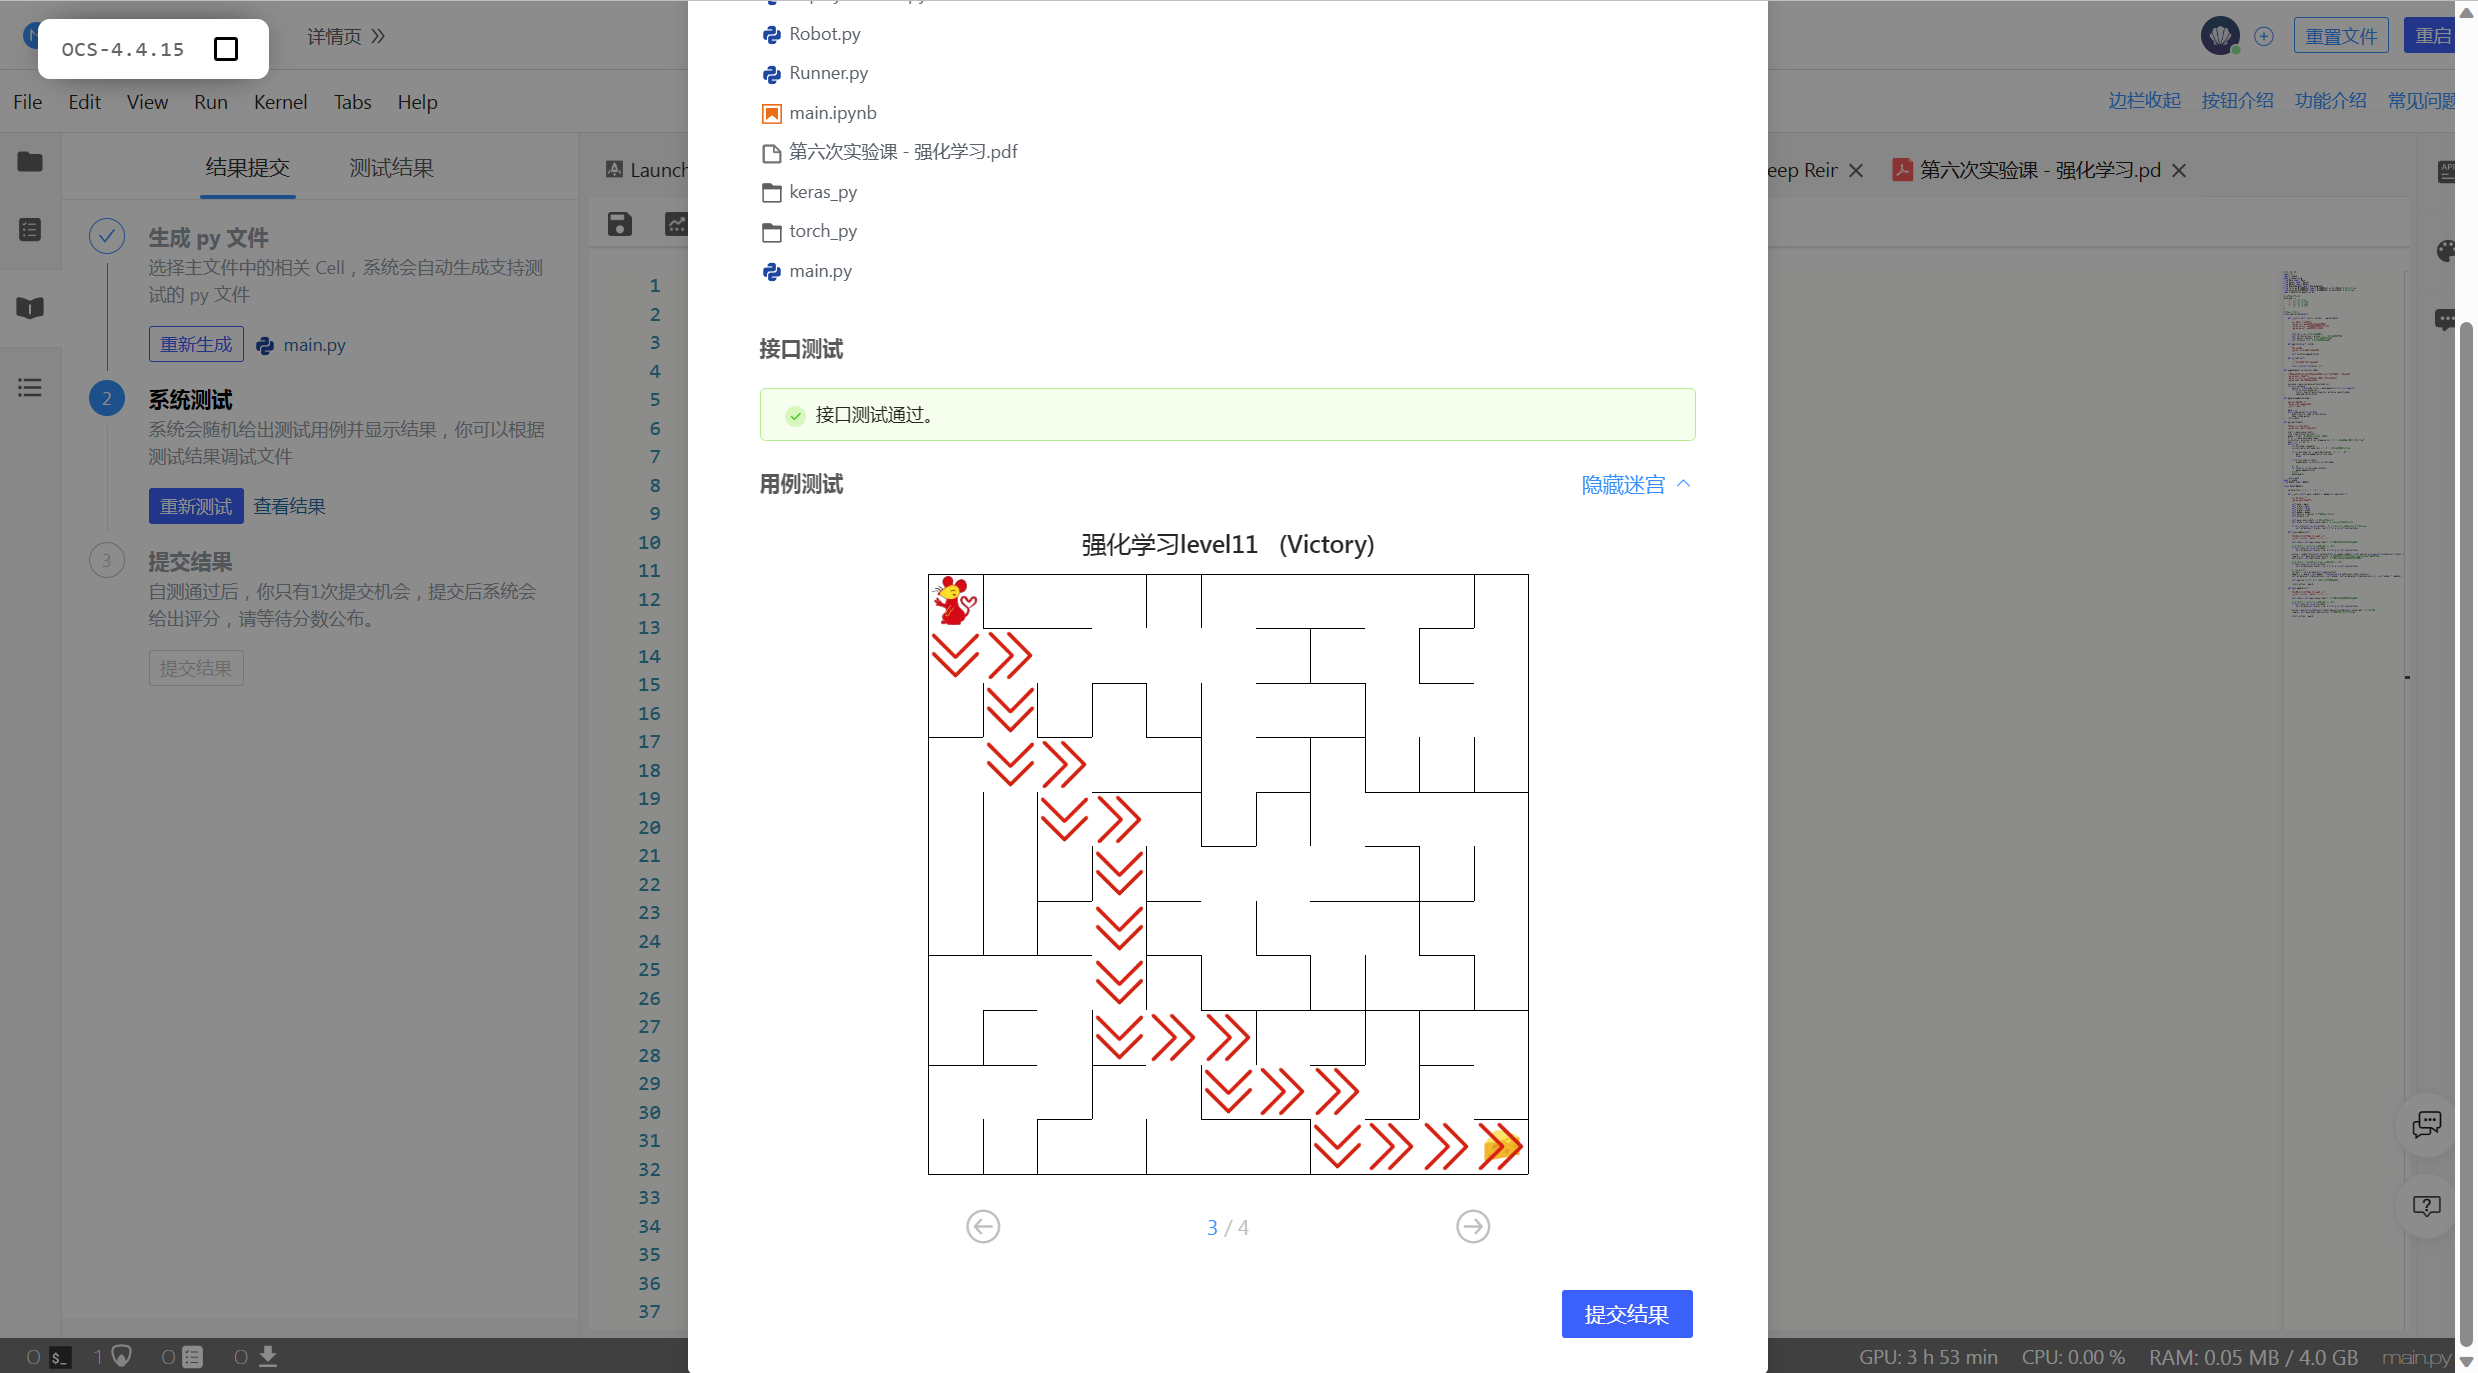 OCS-4.4.15
详情页
重置文件
重启
File Edit View Run Kernel Tabs Help
边栏收起 按钮介绍 功能介绍 常见问题
结果提交 测试结果
Launch
eep Rein
第六次实验课 - 强化学习.pd
生成 py 文件
选择主文件中的相关 Cell，系统会自动生成支持测
试的 py 文件
重新生成 main.py
2 系统测试
系统会随机给出测试用例并显示结果，你可以根据
测试结果调试文件
重新测试 查看结果
3 提交结果
自测通过后，你只有1次提交机会，提交后系统会
给出评分，请等待分数公布。
提交结果
1
2
3
4
5
6
7
8
9
10
11
12
13
14
15
16
17
18
19
20
21
22
23
24
25
26
27
28
29
30
31
32
33
34
35
36
37
Robot.py
Runner.py
main.ipynb
第六次实验课 - 强化学习.pdf
keras_py
torch_py
main.py
接口测试
接口测试通过。
用例测试 隐藏迷宫
强化学习level11 (Victory)
3 / 4
提交结果
0 $_ 1 0 0
GPU: 3 h 53 min CPU: 0.00 % RAM: 0.05 MB / 4.0 GB main.py